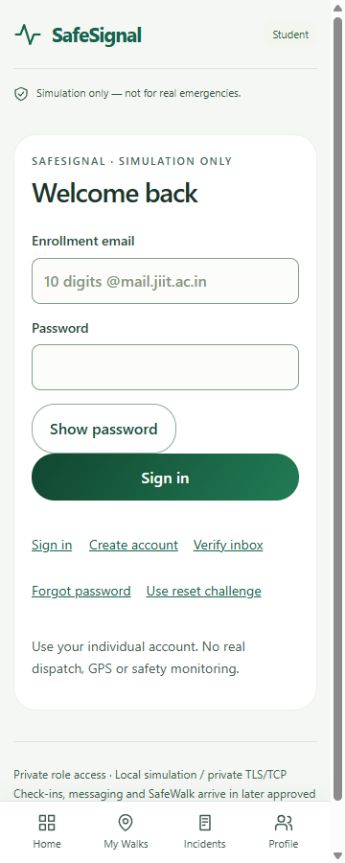 SafeSignal
Student
Simulation only — not for real emergencies.
SAFESIGNAL · SIMULATION ONLY
Welcome back
Enrollment email
10 digits @mail.jiit.ac.in
Password
Show password
Sign in
Sign in Create account Verify inbox
Forgot password Use reset challenge
Use your individual account. No real
dispatch, GPS or safety monitoring.
Private role access · Local simulation / private TLS/TCP
Check-ins, messaging and SafeWalk arrive in later approved
Home My Walks Incidents Profile